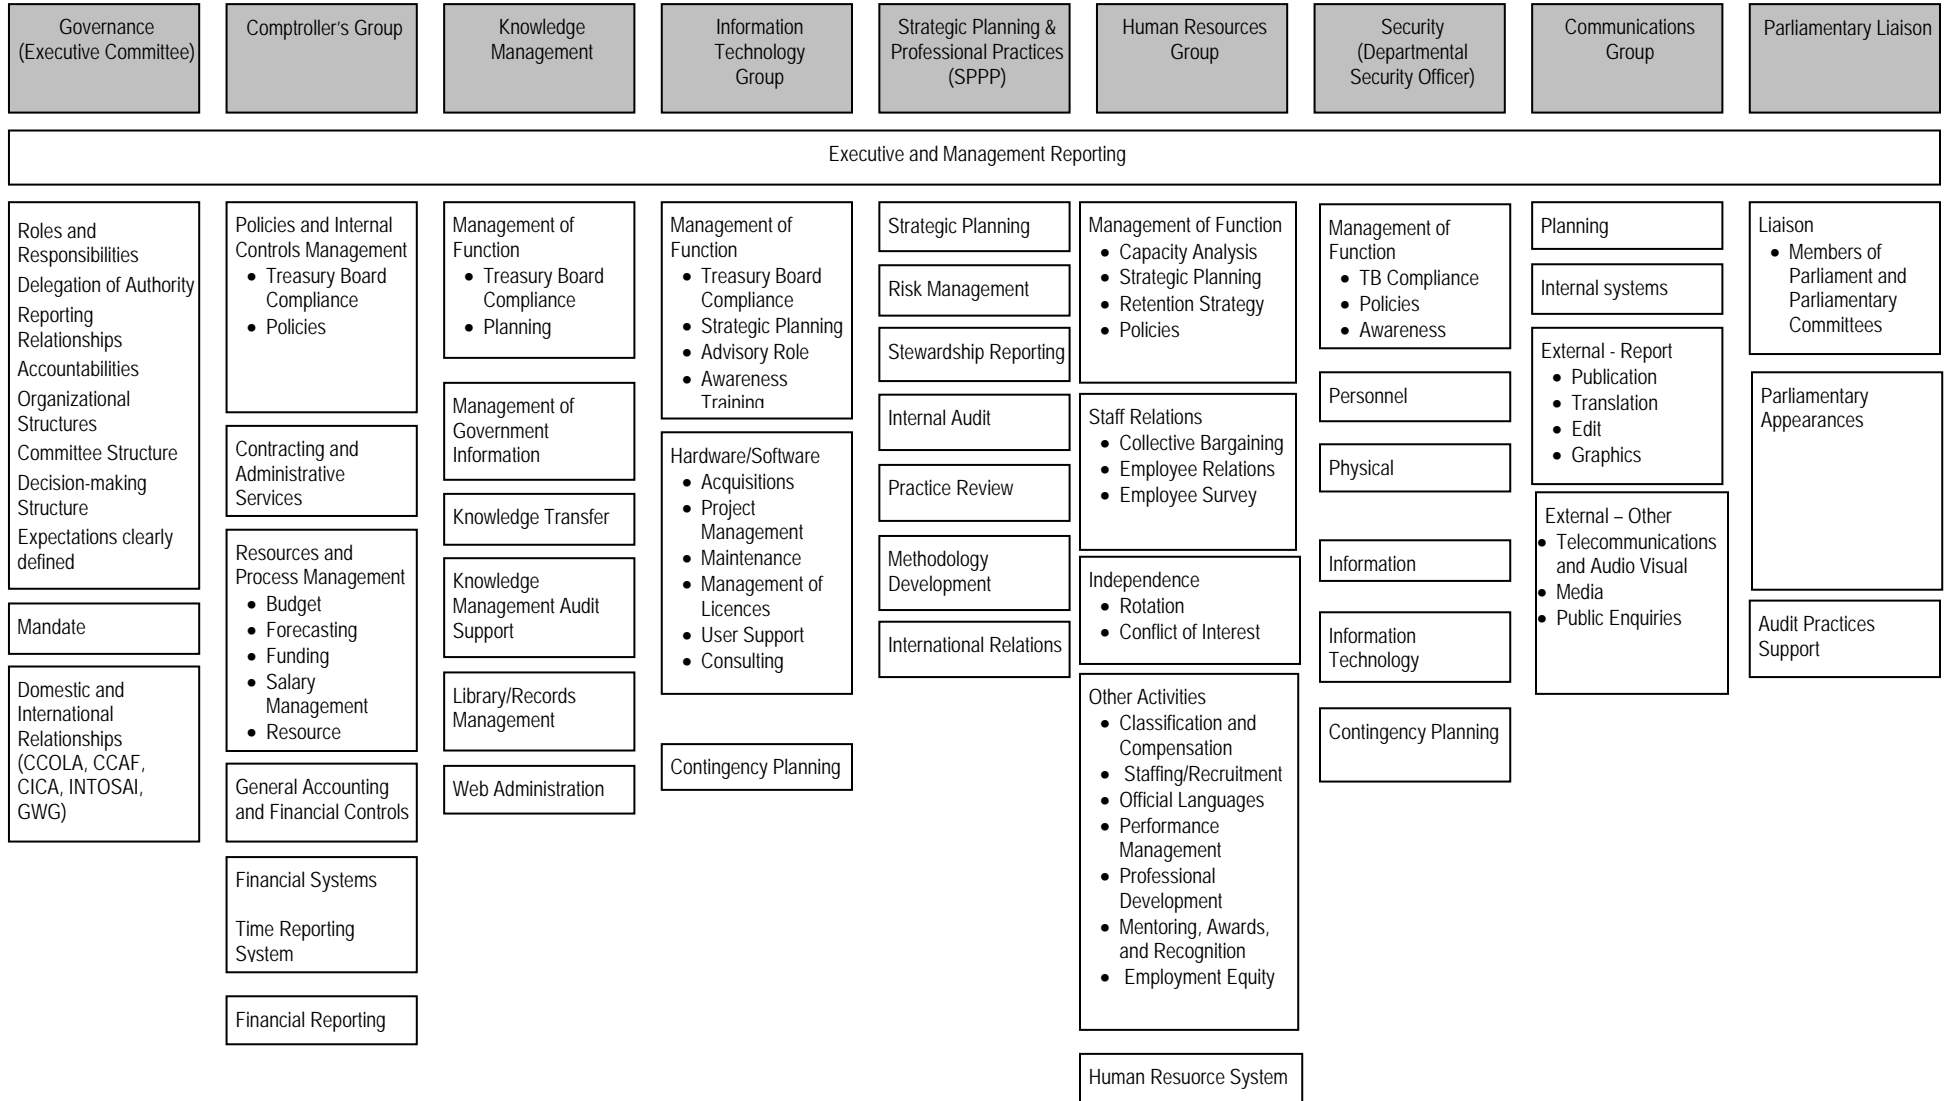 Governance
(Executive Committee)
Comptroller's Group
Knowledge
Management
Information
Technology
Group
Strategic Planning &
Professional Practices
(SPPP)
Human Resources
Group
Security
(Departmental
Security Officer)
Communications
Group
Parliamentary Liaison
Executive and Management Reporting
Roles and
Responsibilities
Delegation of Authority
Reporting
Relationships
Accountabilities
Organizational
Structures
Committee Structure
Decision-making
Structure
Expectations clearly
defined
Mandate
Domestic and
International
Relationships
(CCOLA, CCAF,
CICA, INTOSAI,
GWG)
Policies and Internal
Controls Management
• Treasury Board
Compliance
• Policies
Contracting and
Administrative
Services
Resources and
Process Management
• Budget
• Forecasting
• Funding
• Salary
Management
• Resource
General Accounting
and Financial Controls
Financial Systems
Time Reporting
System
Financial Reporting
Management of
Function
• Treasury Board
Compliance
• Planning
Management of
Government
Information
Knowledge Transfer
Knowledge
Management Audit
Support
Library/Records
Management
Web Administration
Management of
Function
• Treasury Board
Compliance
• Strategic Planning
• Advisory Role
• Awareness
Training
Hardware/Software
• Acquisitions
• Project
Management
• Maintenance
• Management of
Licences
• User Support
• Consulting
Contingency Planning
Strategic Planning
Risk Management
Stewardship Reporting
Internal Audit
Practice Review
Methodology
Development
International Relations
Management of Function
• Capacity Analysis
• Strategic Planning
• Retention Strategy
• Policies
Staff Relations
• Collective Bargaining
• Employee Relations
• Employee Survey
Independence
• Rotation
• Conflict of Interest
Other Activities
• Classification and
Compensation
• Staffing/Recruitment
• Official Languages
• Performance
Management
• Professional
Development
• Mentoring, Awards,
and Recognition
• Employment Equity
Human Resuorce System
Management of
Function
• TB Compliance
• Policies
• Awareness
Personnel
Physical
Information
Information
Technology
Contingency Planning
Planning
Internal systems
External - Report
• Publication
• Translation
• Edit
• Graphics
External – Other
• Telecommunications
and Audio Visual
• Media
• Public Enquiries
Liaison
• Members of
Parliament and
Parliamentary
Committees
Parliamentary
Appearances
Audit Practices
Support